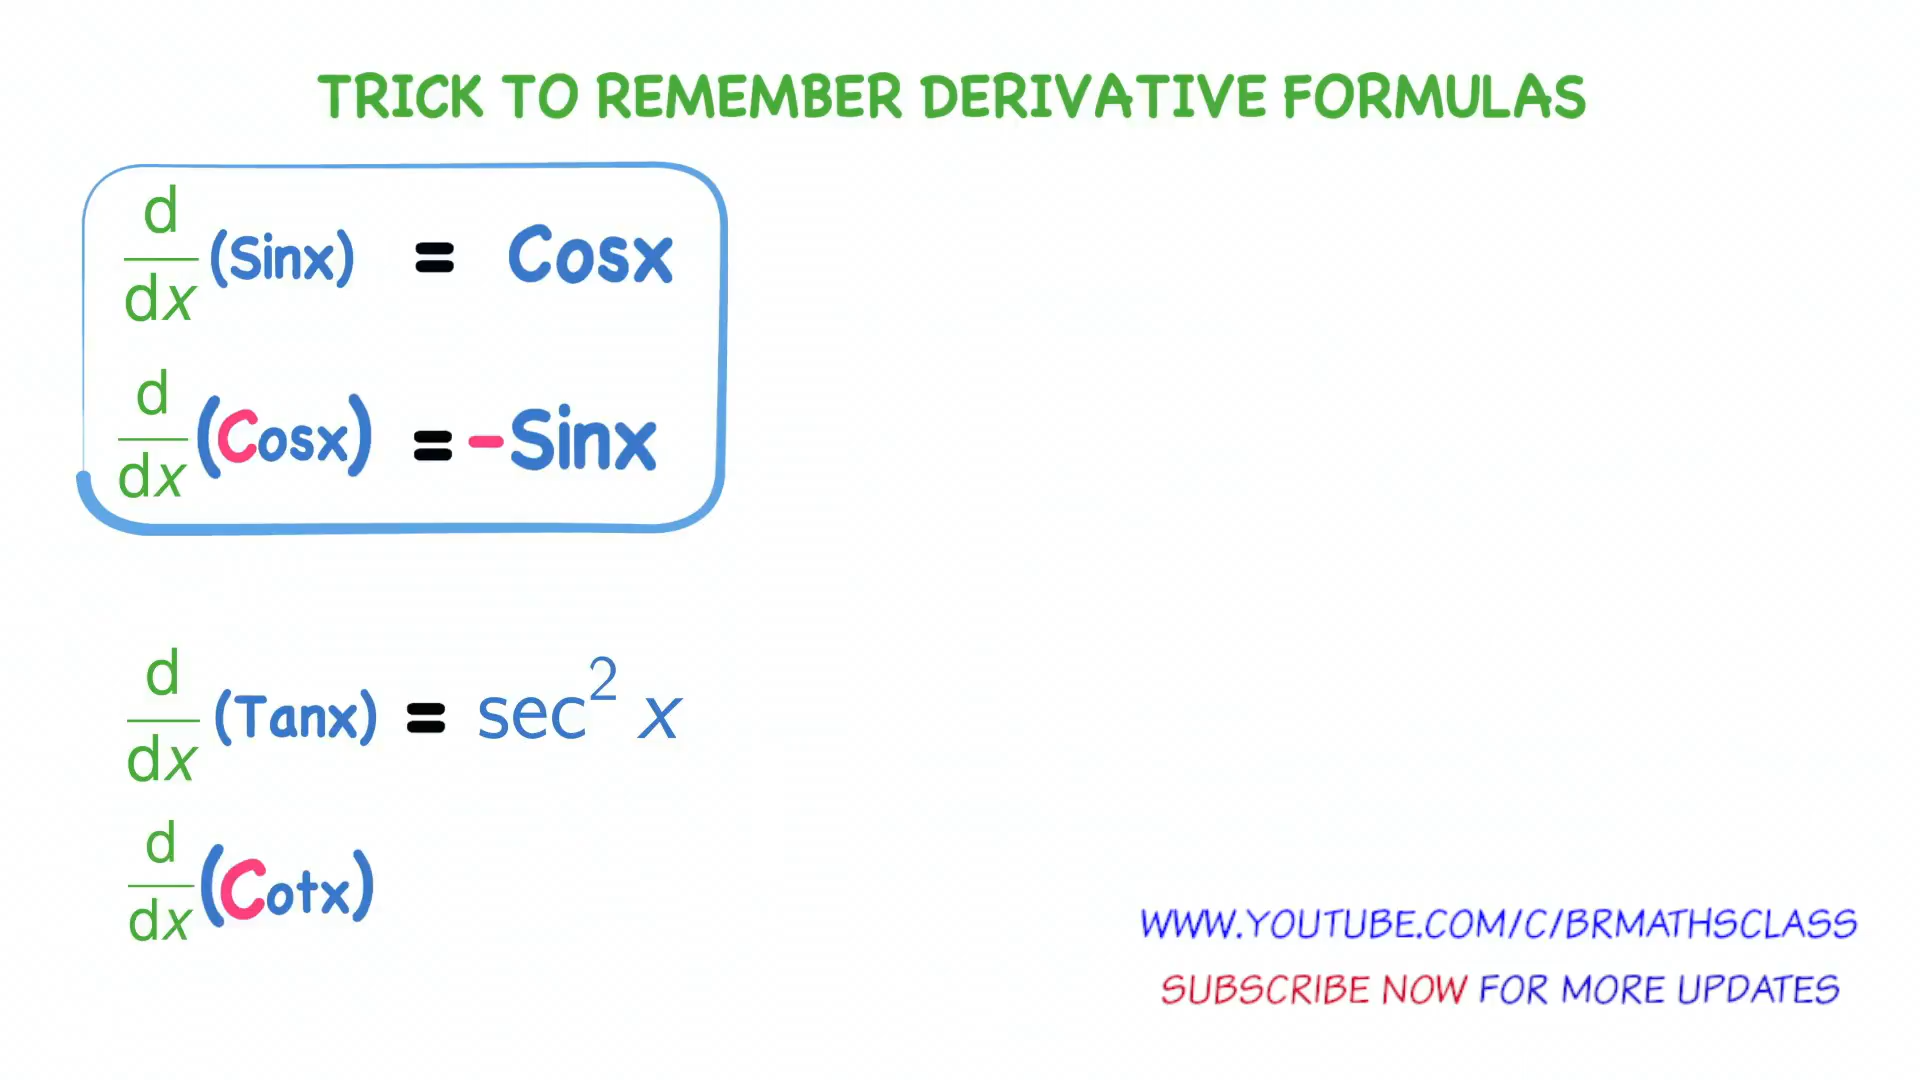 TRICK TO REMEMBER DERIVATIVE FORMULAS
d/dx (Sinx) = Cosx
d/dx (Cosx) = -Sinx
d/dx (Tanx) = sec² x
d/dx (Cotx)
WWW.YOUTUBE.COM/C/BRMATHSCLASS
SUBSCRIBE NOW FOR MORE UPDATES